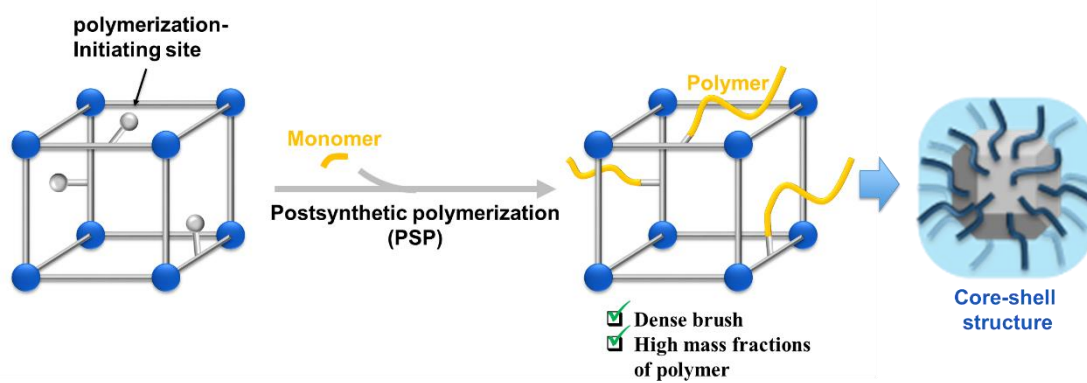 polymerization-
Initiating site
Monomer
Postsynthetic polymerization
(PSP)
Polymer
Dense brush
High mass fractions
of polymer
Core-shell
structure